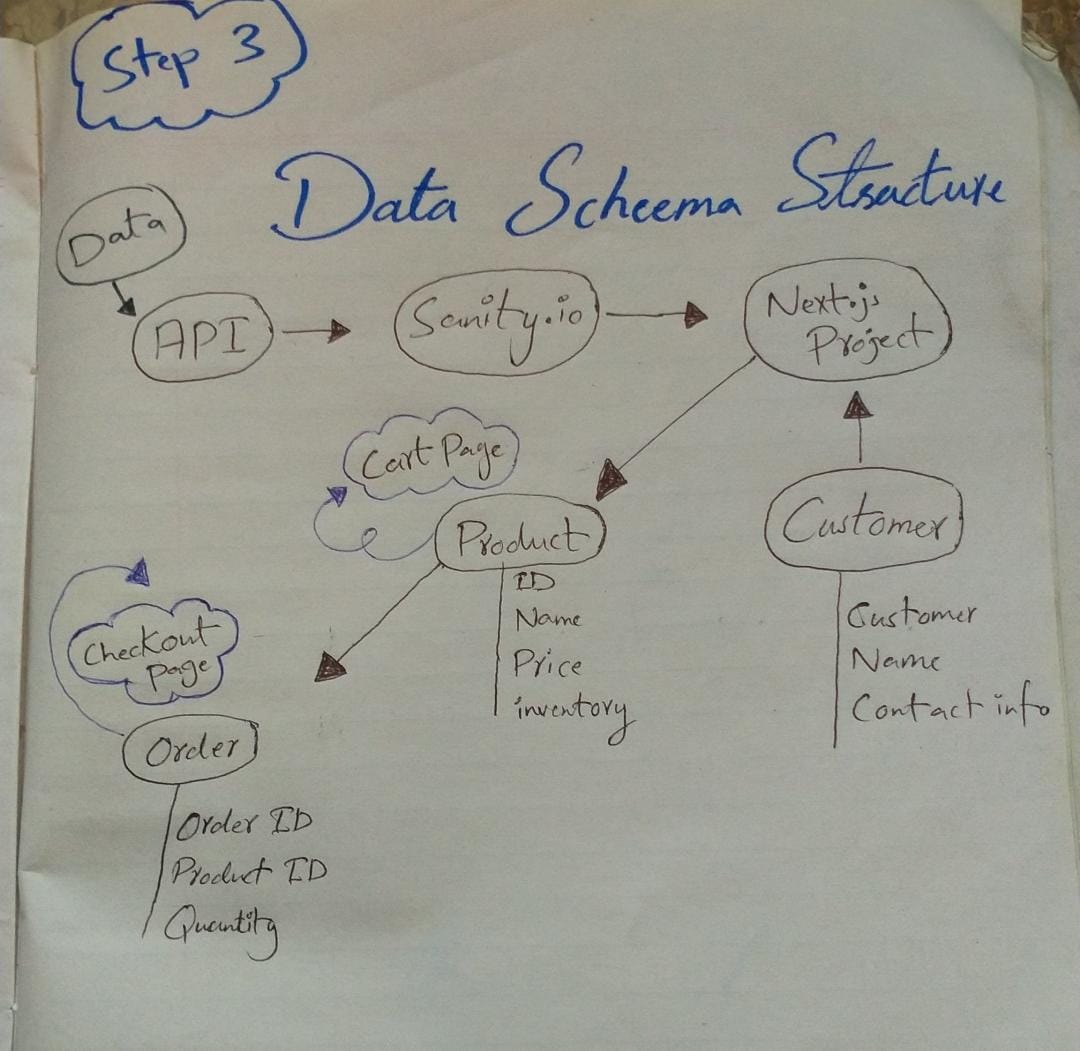 Step 3
Data Scheema Structure
Data
API
Sanity.io
Next.js
Project
Cart Page
Product
ID
Name
Price
inventory
Customer
Customer
Name
Contact info
Checkout
page
Order
Order ID
Product ID
Quantity